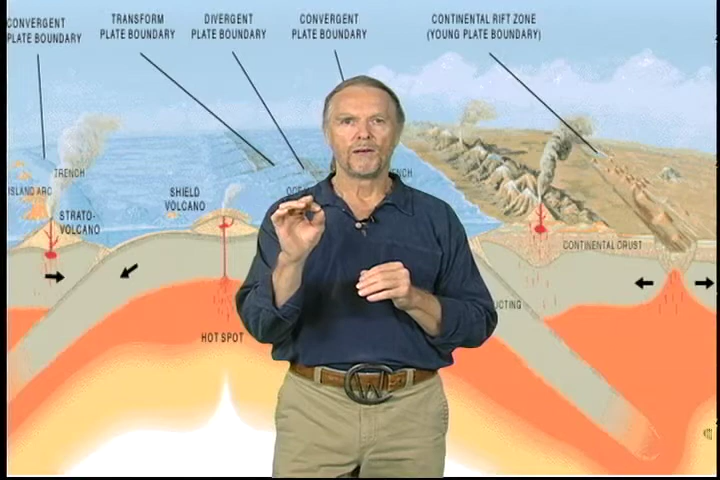 CONVERGENT
PLATE BOUNDARY
TRANSFORM
PLATE BOUNDARY
DIVERGENT
PLATE BOUNDARY
CONVERGENT
PLATE BOUNDARY
CONTINENTAL RIFT ZONE
(YOUNG PLATE BOUNDARY)
TRENCH
ISLAND ARC
STRATO-
VOLCANO
SHIELD
VOLCANO
CONTINENTAL CRUST
HOT SPOT
W